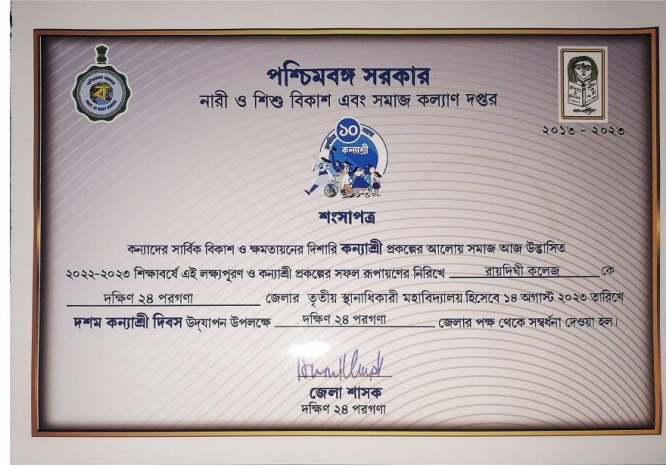 পশ্চিমবঙ্গ সরকার
নারী ও শিশু বিকাশ এবং সমাজ কল্যাণ দপ্তর
২০১৩ - ২০২৩
১০
কন্যাশ্রী
শংসাপত্র
কন্যাদের সার্বিক বিকাশ ও ক্ষমতায়নের দিশারি কন্যাশ্রী প্রকল্পের আলোয় সমাজ আজ উদ্ভাসিত
২০২২-২০২৩ শিক্ষাবর্ষে এই লক্ষ্যপূরণ ও কন্যাশ্রী প্রকল্পের সফল রূপায়ণের নিরিখে রায়দিঘী কলেজ কে
দক্ষিণ ২৪ পরগণা জেলার তৃতীয় স্থানাধিকারী মহাবিদ্যালয় হিসেবে ১৪ অগাস্ট ২০২৩ তারিখে
দশম কন্যাশ্রী দিবস উদ্‌যাপন উপলক্ষে দক্ষিণ ২৪ পরগণা জেলার পক্ষ থেকে সম্বর্ধনা দেওয়া হল।
জেলা শাসক
দক্ষিণ ২৪ পরগণা